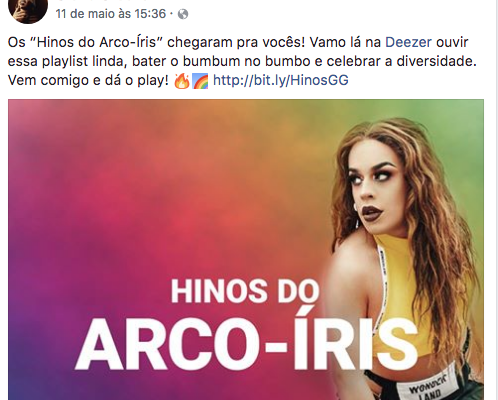 11 de maio às 15:36 ·
Os “Hinos do Arco-Íris” chegaram pra vocês! Vamo lá na Deezer ouvir
essa playlist linda, bater o bumbum no bumbo e celebrar a diversidade.
Vem comigo e dá o play! 🔥🌈 http://bit.ly/HinosGG
HINOS DO
ARCO-ÍRIS
WONDER
LAND